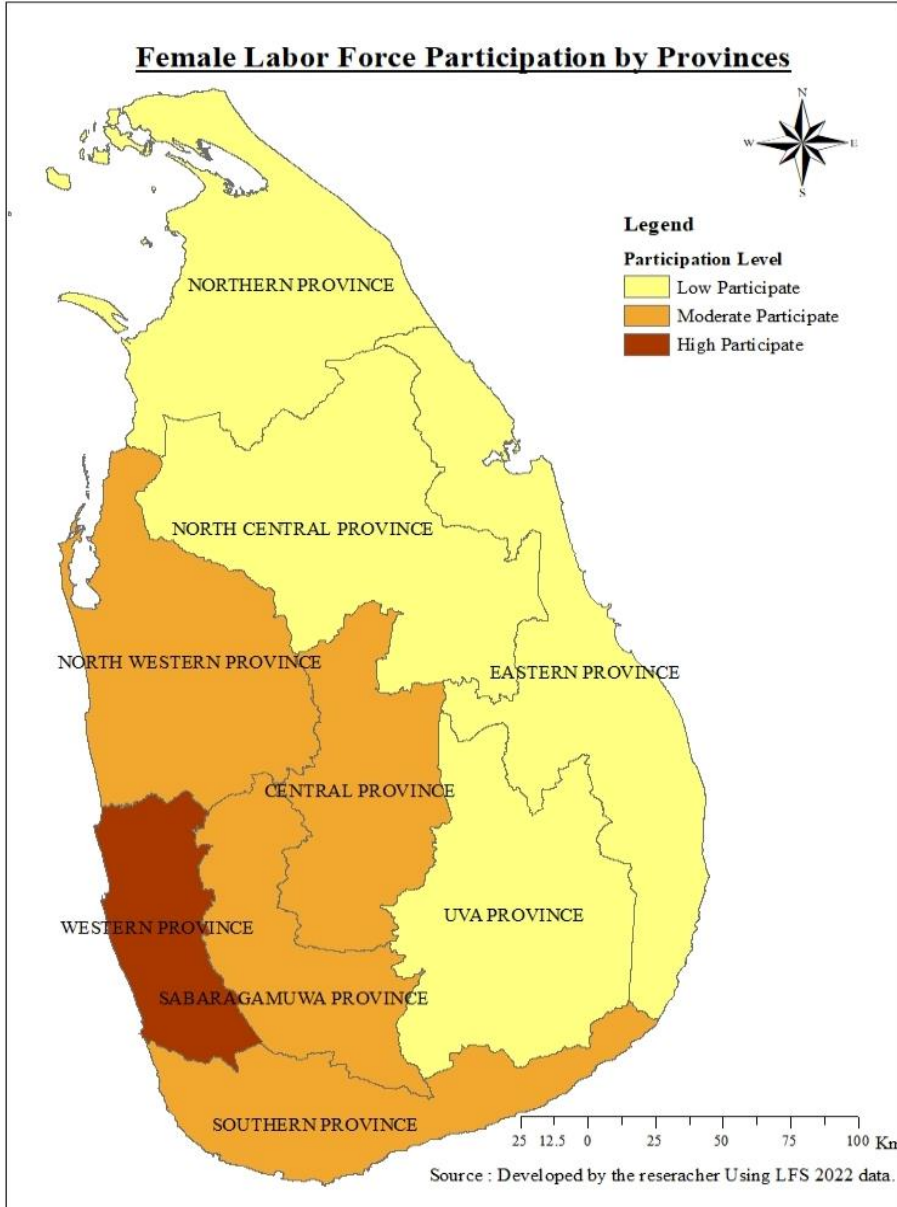 Female Labor Force Participation by Provinces
N
W
E
S
Legend
Participation Level
Low Participate
Moderate Participate
High Participate
NORTHERN PROVINCE
NORTH CENTRAL PROVINCE
NORTH WESTERN PROVINCE
EASTERN PROVINCE
CENTRAL PROVINCE
UVA PROVINCE
WESTERN PROVINCE
SABARAGAMUWA PROVINCE
SOUTHERN PROVINCE
25 12.5 0 25 50 75 100 Km
Source : Developed by the reseracher Using LFS 2022 data.